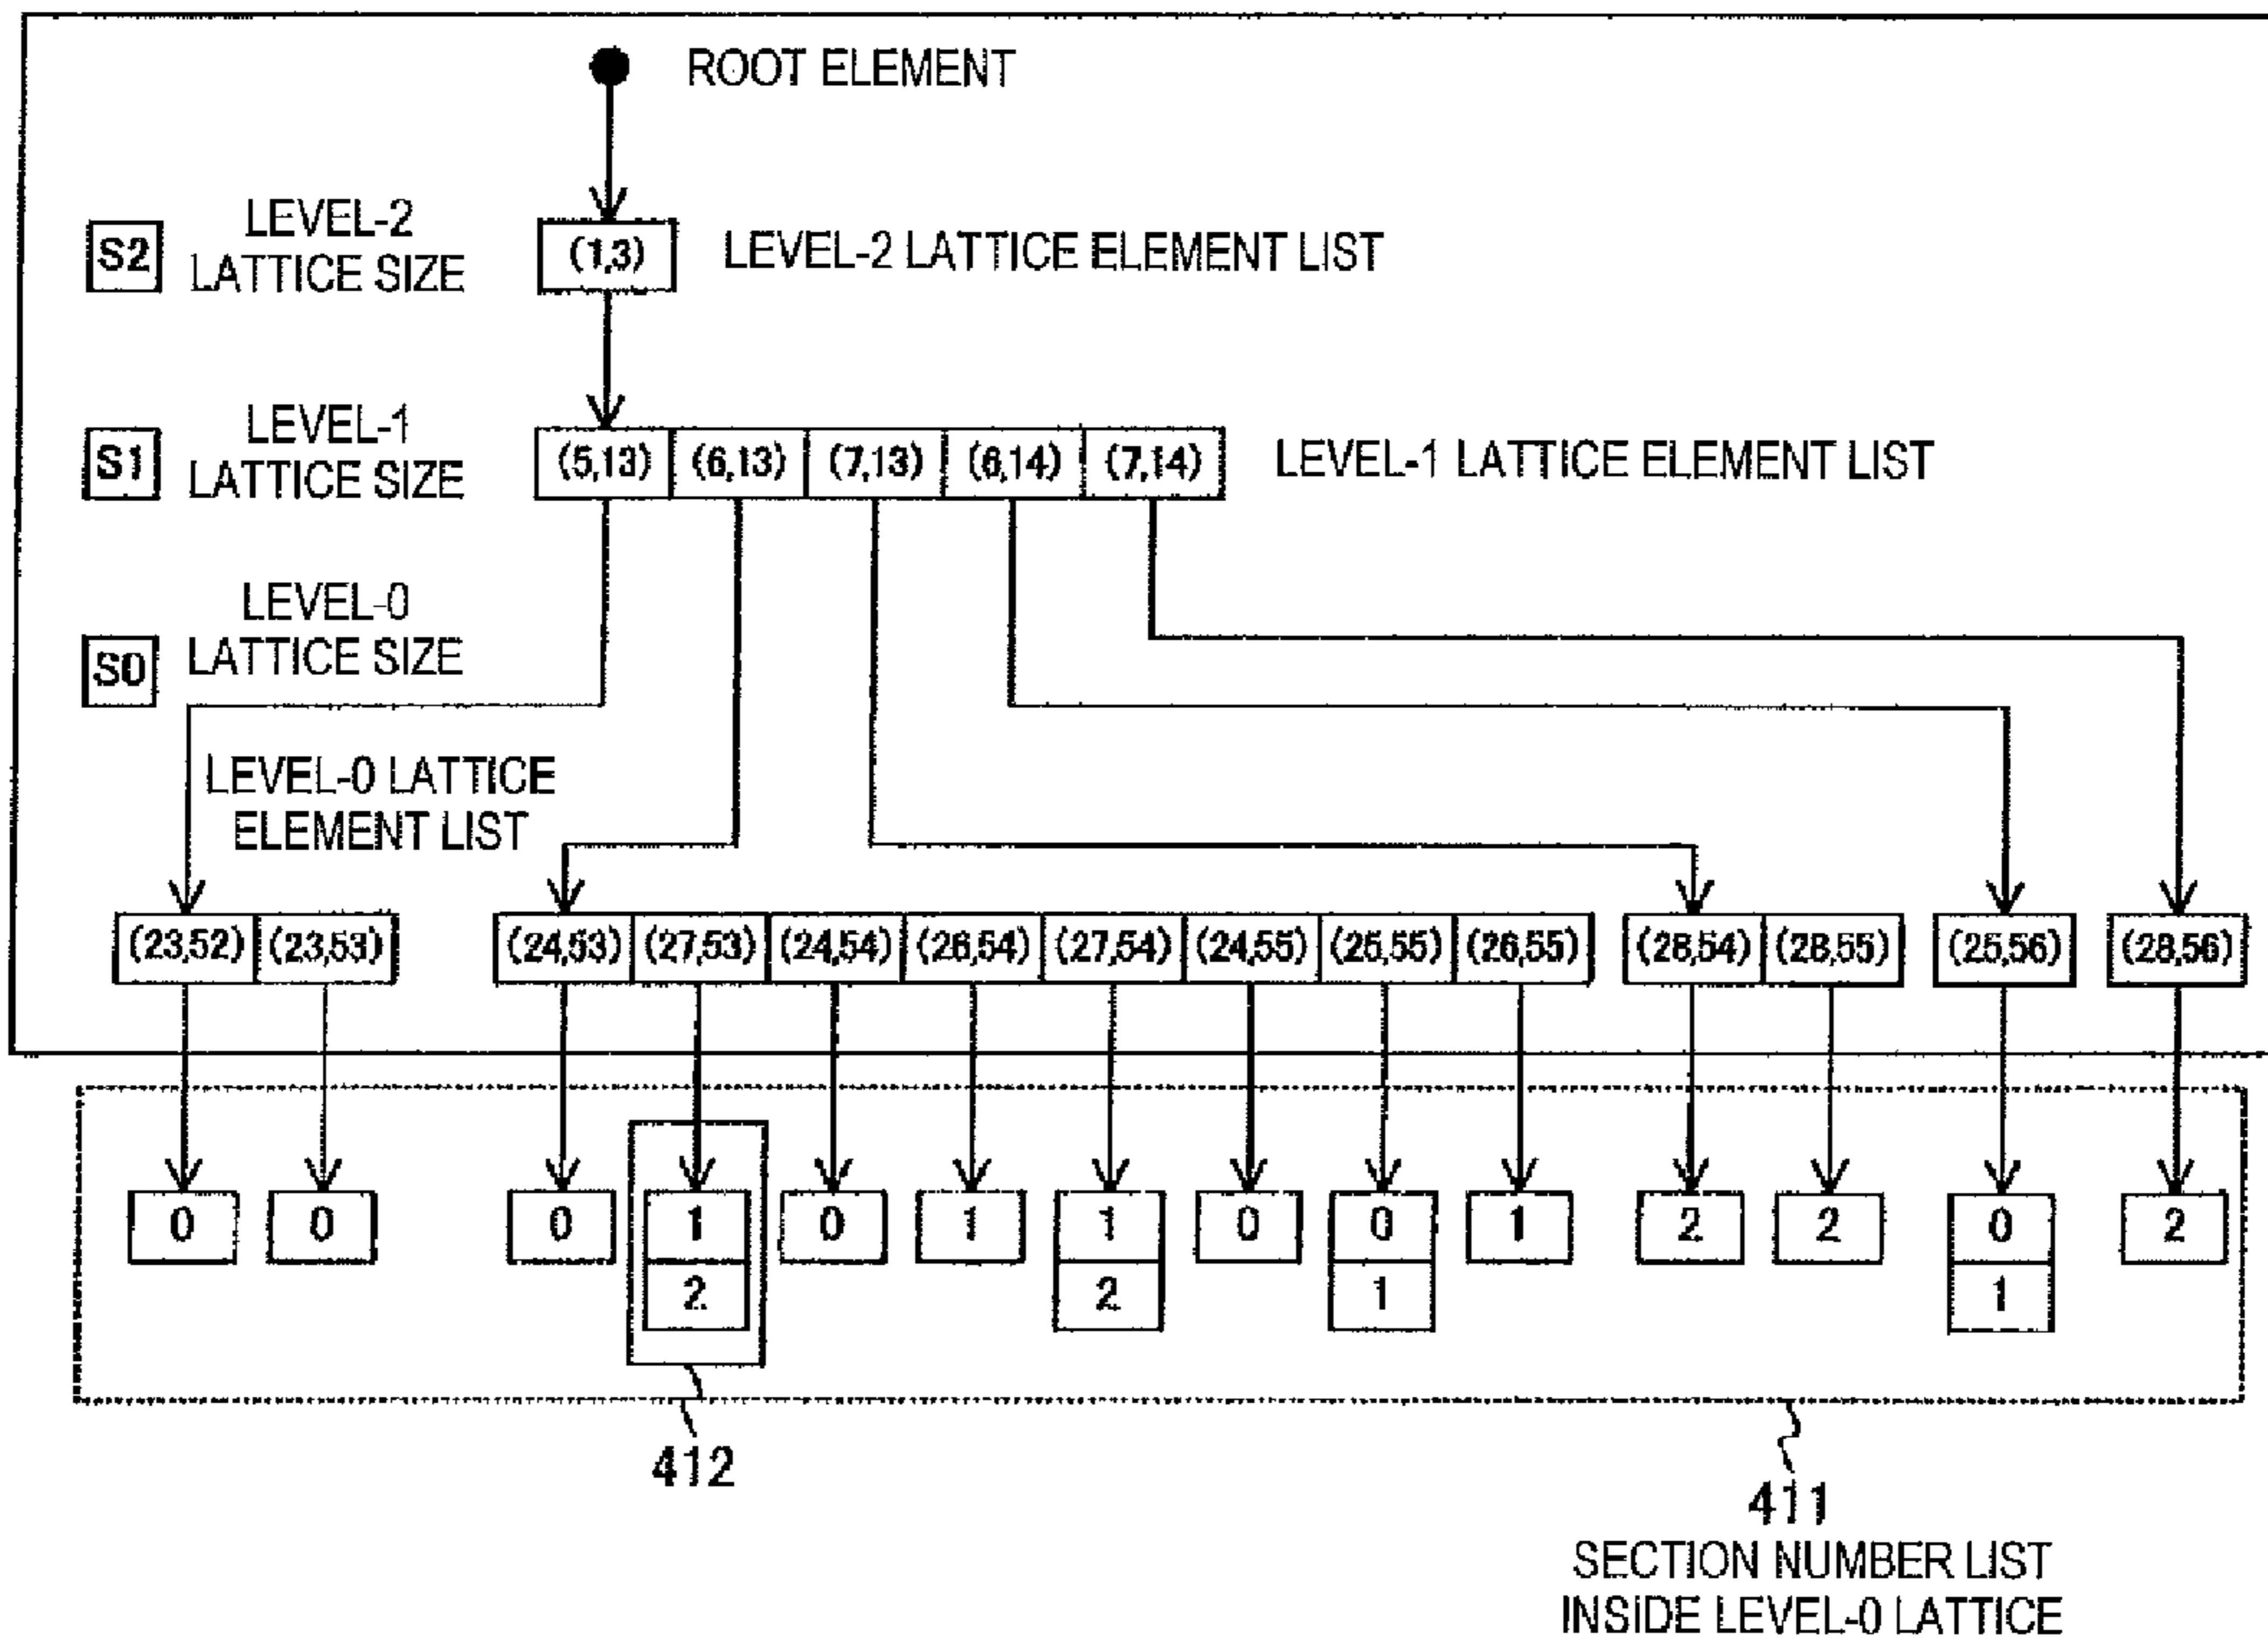 ROOT ELEMENT
LEVEL-2
LATTICE SIZE
S2
(1,3)
LEVEL-2 LATTICE ELEMENT LIST
LEVEL-1
LATTICE SIZE
S1
(5,13) (6,13) (7,13) (6,14) (7,14)
LEVEL-1 LATTICE ELEMENT LIST
LEVEL-0
LATTICE SIZE
S0
LEVEL-0 LATTICE
ELEMENT LIST
(23,52) (23,53) (24,53) (27,53) (24,54) (26,54) (27,54) (24,55) (25,55) (26,55) (28,54) (28,55) (25,56) (28,56)
0 0 0 1 0 1 1 0 0 1 2 2 0 2
2 2 1 1
412
411
SECTION NUMBER LIST
INSIDE LEVEL-0 LATTICE